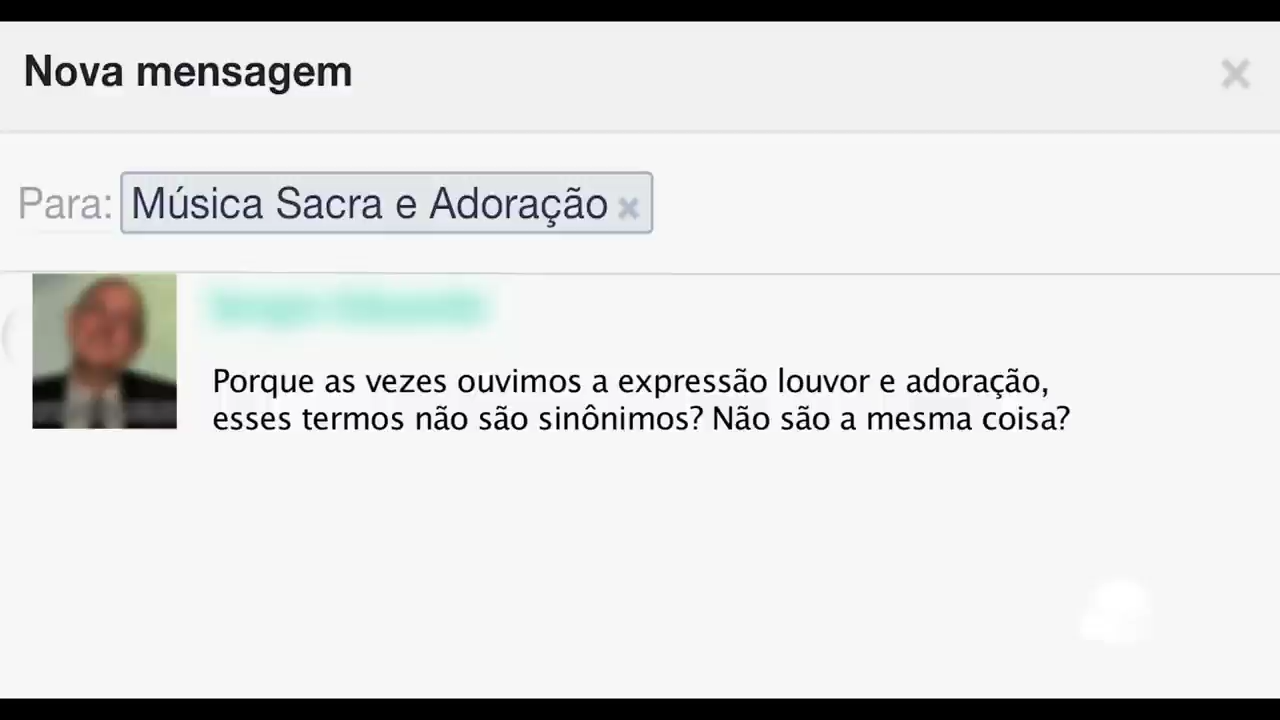 Nova mensagem
Para: Música Sacra e Adoração
Porque as vezes ouvimos a expressão louvor e adoração,
esses termos não são sinônimos? Não são a mesma coisa?